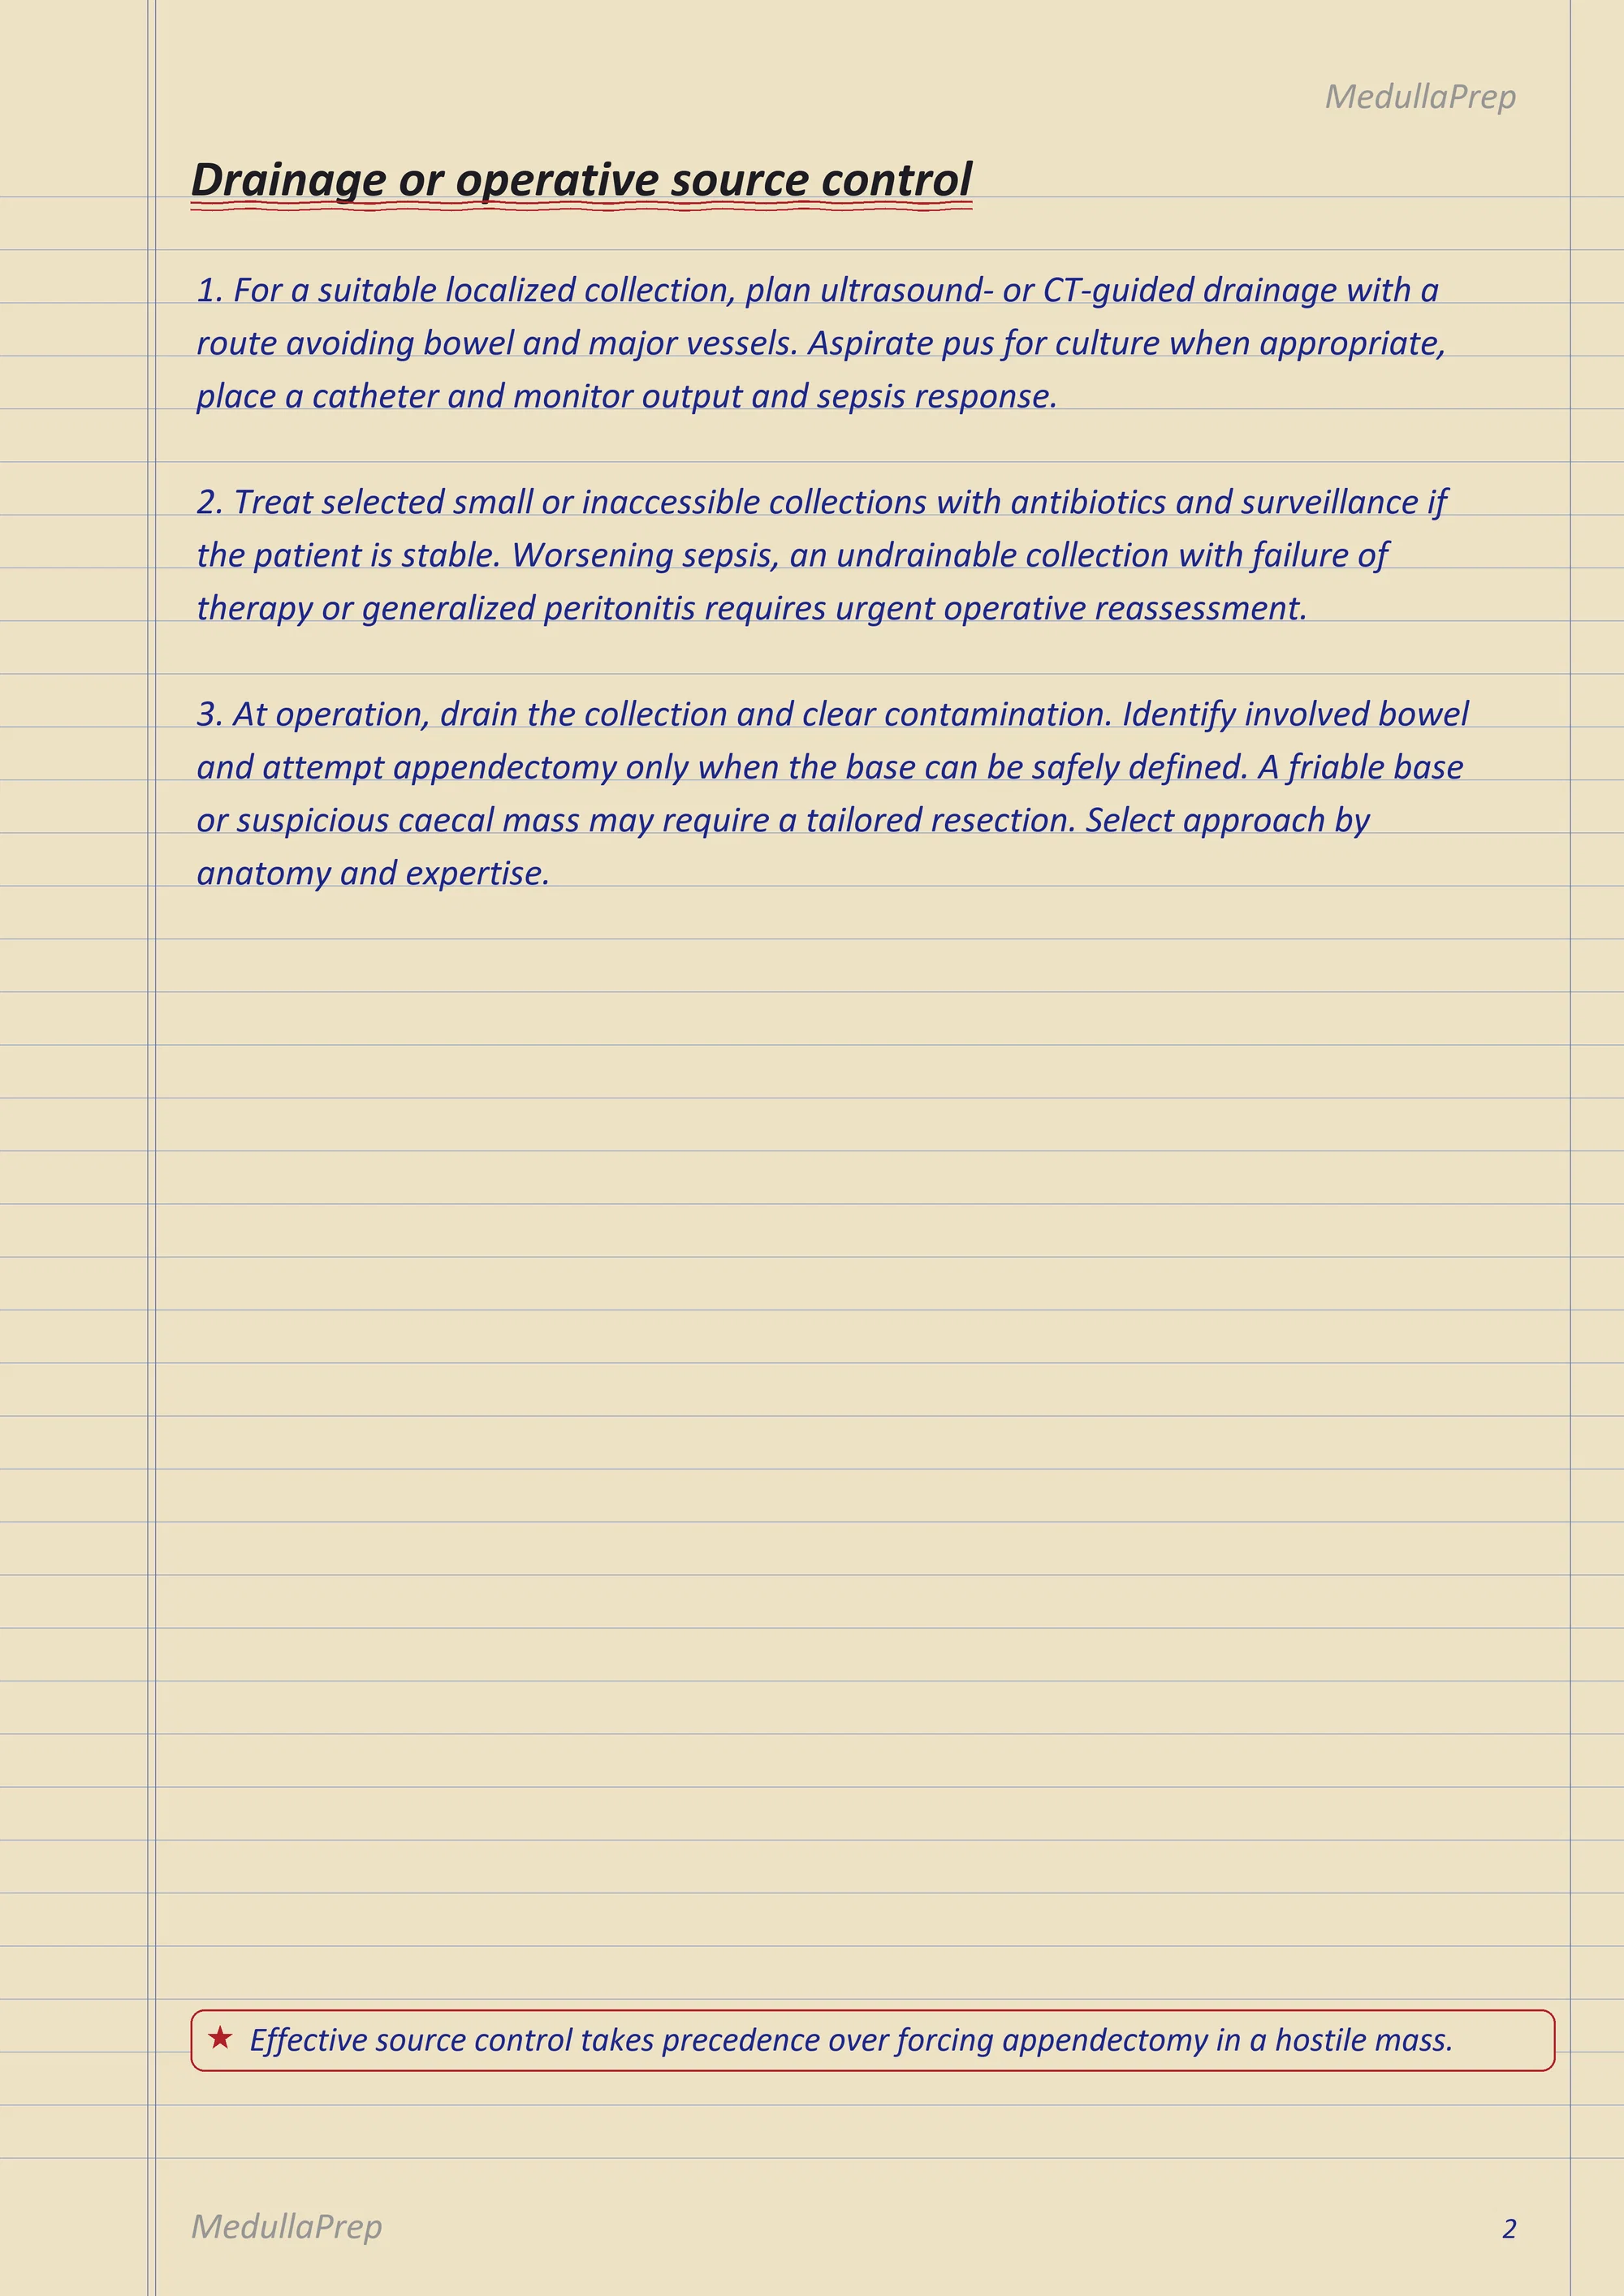 MedullaPrep
Drainage or operative source control
1. For a suitable localized collection, plan ultrasound- or CT-guided drainage with a
route avoiding bowel and major vessels. Aspirate pus for culture when appropriate,
place a catheter and monitor output and sepsis response.
2. Treat selected small or inaccessible collections with antibiotics and surveillance if
the patient is stable. Worsening sepsis, an undrainable collection with failure of
therapy or generalized peritonitis requires urgent operative reassessment.
3. At operation, drain the collection and clear contamination. Identify involved bowel
and attempt appendectomy only when the base can be safely defined. A friable base
or suspicious caecal mass may require a tailored resection. Select approach by
anatomy and expertise.
★ Effective source control takes precedence over forcing appendectomy in a hostile mass.
MedullaPrep
2